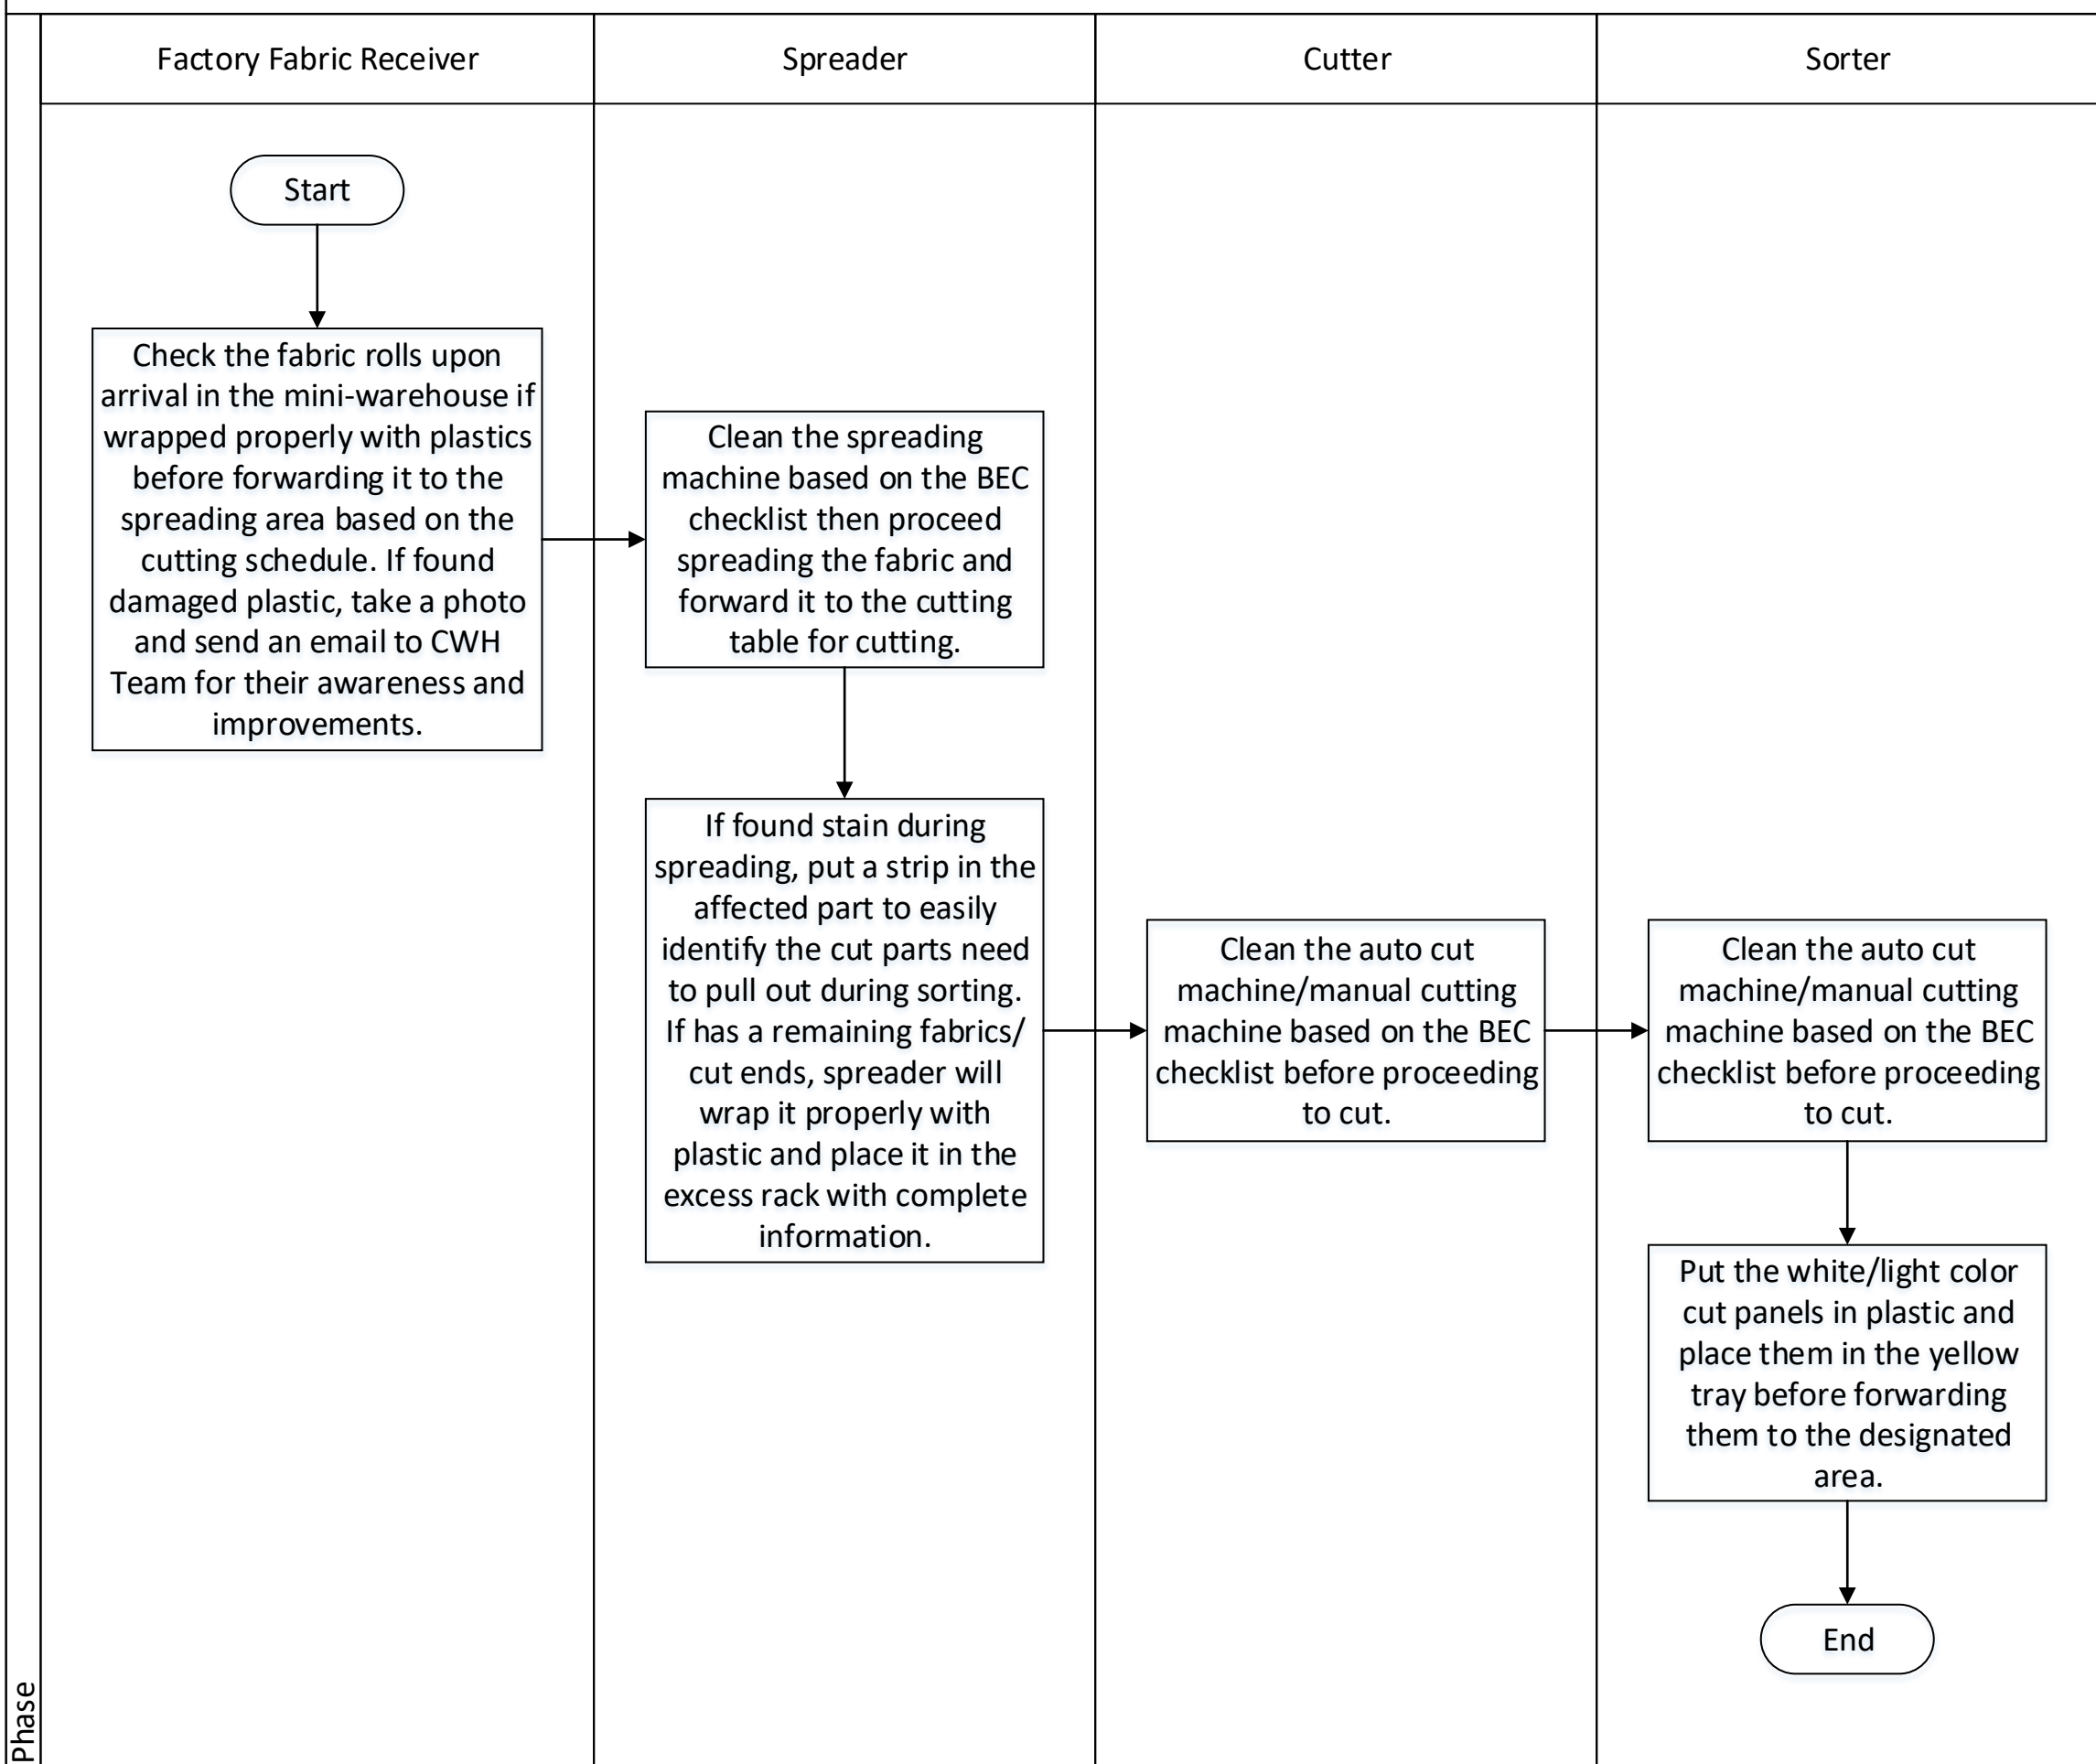 Factory Fabric Receiver
Spreader
Cutter
Sorter
Start
Check the fabric rolls upon
arrival in the mini-warehouse if
wrapped properly with plastics
before forwarding it to the
spreading area based on the
cutting schedule. If found
damaged plastic, take a photo
and send an email to CWH
Team for their awareness and
improvements.
Clean the spreading
machine based on the BEC
checklist then proceed
spreading the fabric and
forward it to the cutting
table for cutting.
If found stain during
spreading, put a strip in the
affected part to easily
identify the cut parts need
to pull out during sorting.
If has a remaining fabrics/
cut ends, spreader will
wrap it properly with
plastic and place it in the
excess rack with complete
information.
Clean the auto cut
machine/manual cutting
machine based on the BEC
checklist before proceeding
to cut.
Clean the auto cut
machine/manual cutting
machine based on the BEC
checklist before proceeding
to cut.
Put the white/light color
cut panels in plastic and
place them in the yellow
tray before forwarding
them to the designated
area.
End
Phase